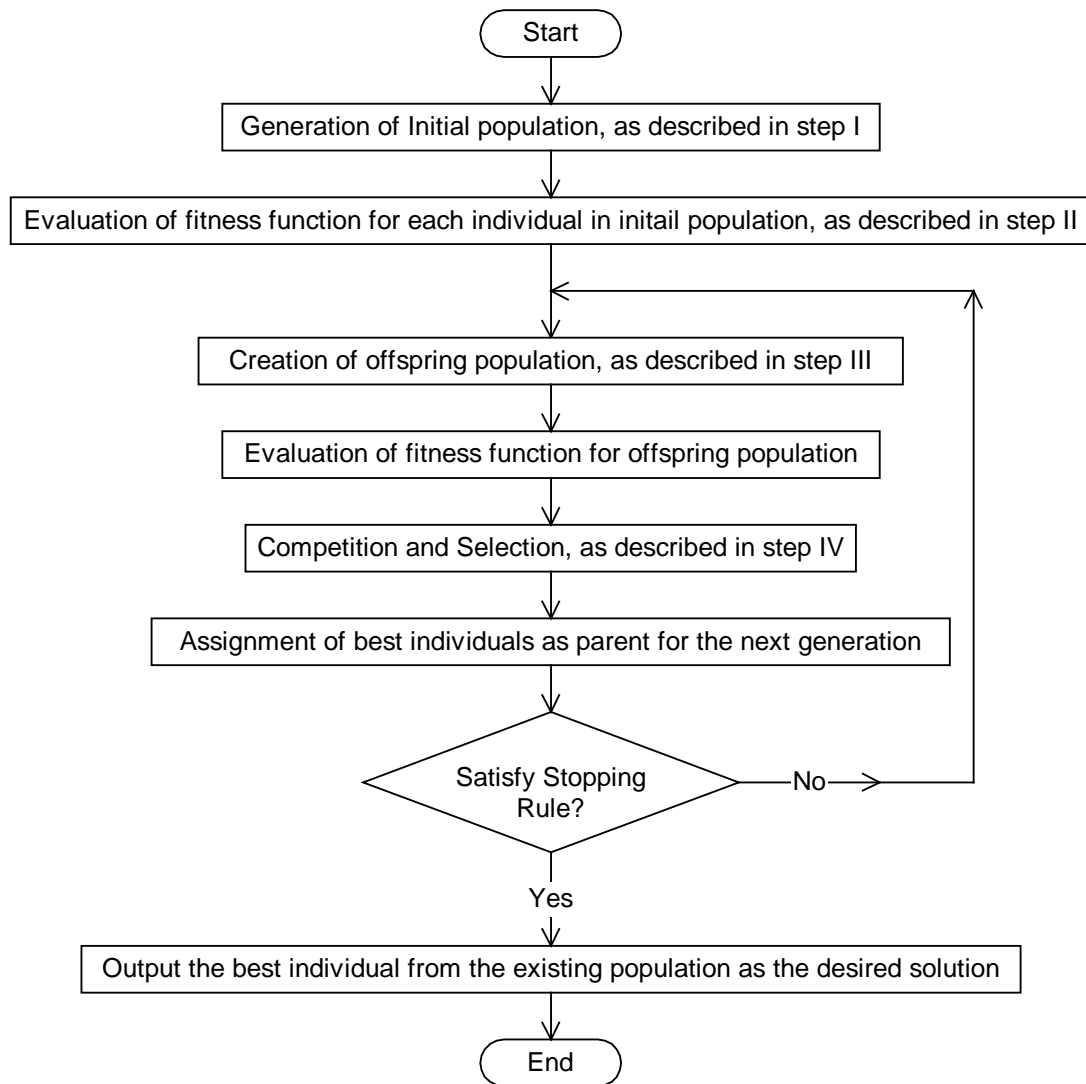 Start
Generation of Initial population, as described in step I
Evaluation of fitness function for each individual in initail population, as described in step II
Creation of offspring population, as described in step III
Evaluation of fitness function for offspring population
Competition and Selection, as described in step IV
Assignment of best individuals as parent for the next generation
Satisfy Stopping
Rule?
No
Yes
Output the best individual from the existing population as the desired solution
End